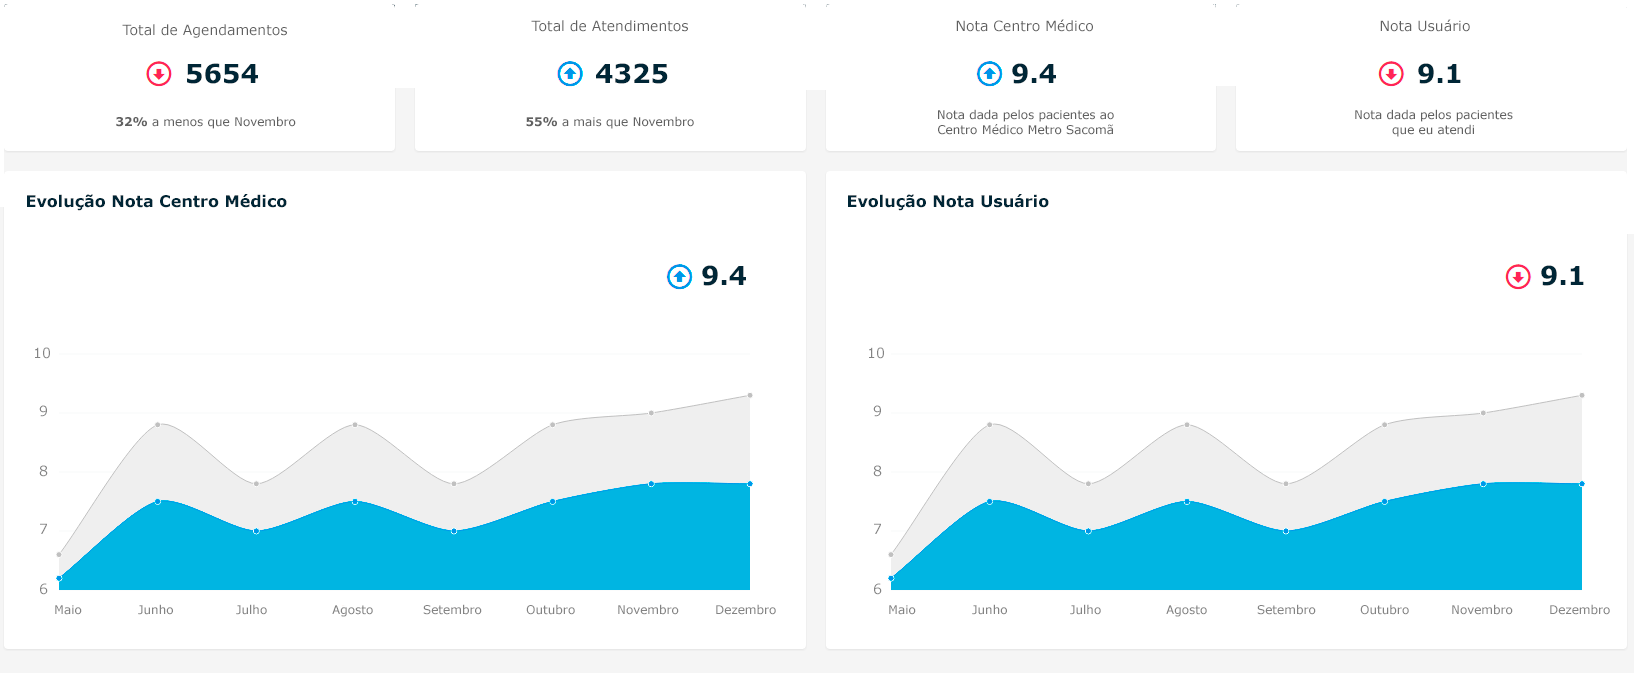 Total de Agendamentos
5654
32% a menos que Novembro
Total de Atendimentos
4325
55% a mais que Novembro
Nota Centro Médico
9.4
Nota dada pelos pacientes ao
Centro Médico Metro Sacomã
Nota Usuário
9.1
Nota dada pelos pacientes
que eu atendi
Evolução Nota Centro Médico
9.4
10
9
8
7
6
Maio Junho Julho Agosto Setembro Outubro Novembro Dezembro
Evolução Nota Usuário
9.1
10
9
8
7
6
Maio Junho Julho Agosto Setembro Outubro Novembro Dezembro